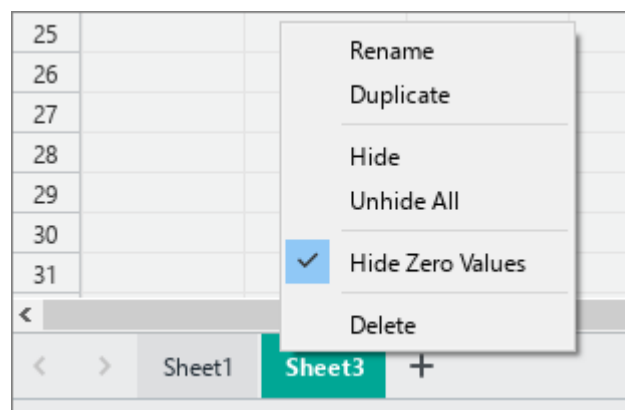 25
Rename
26
Duplicate
27
28
Hide
29
Unhide All
30
Hide Zero Values
31
Delete
Sheet1
Sheet3